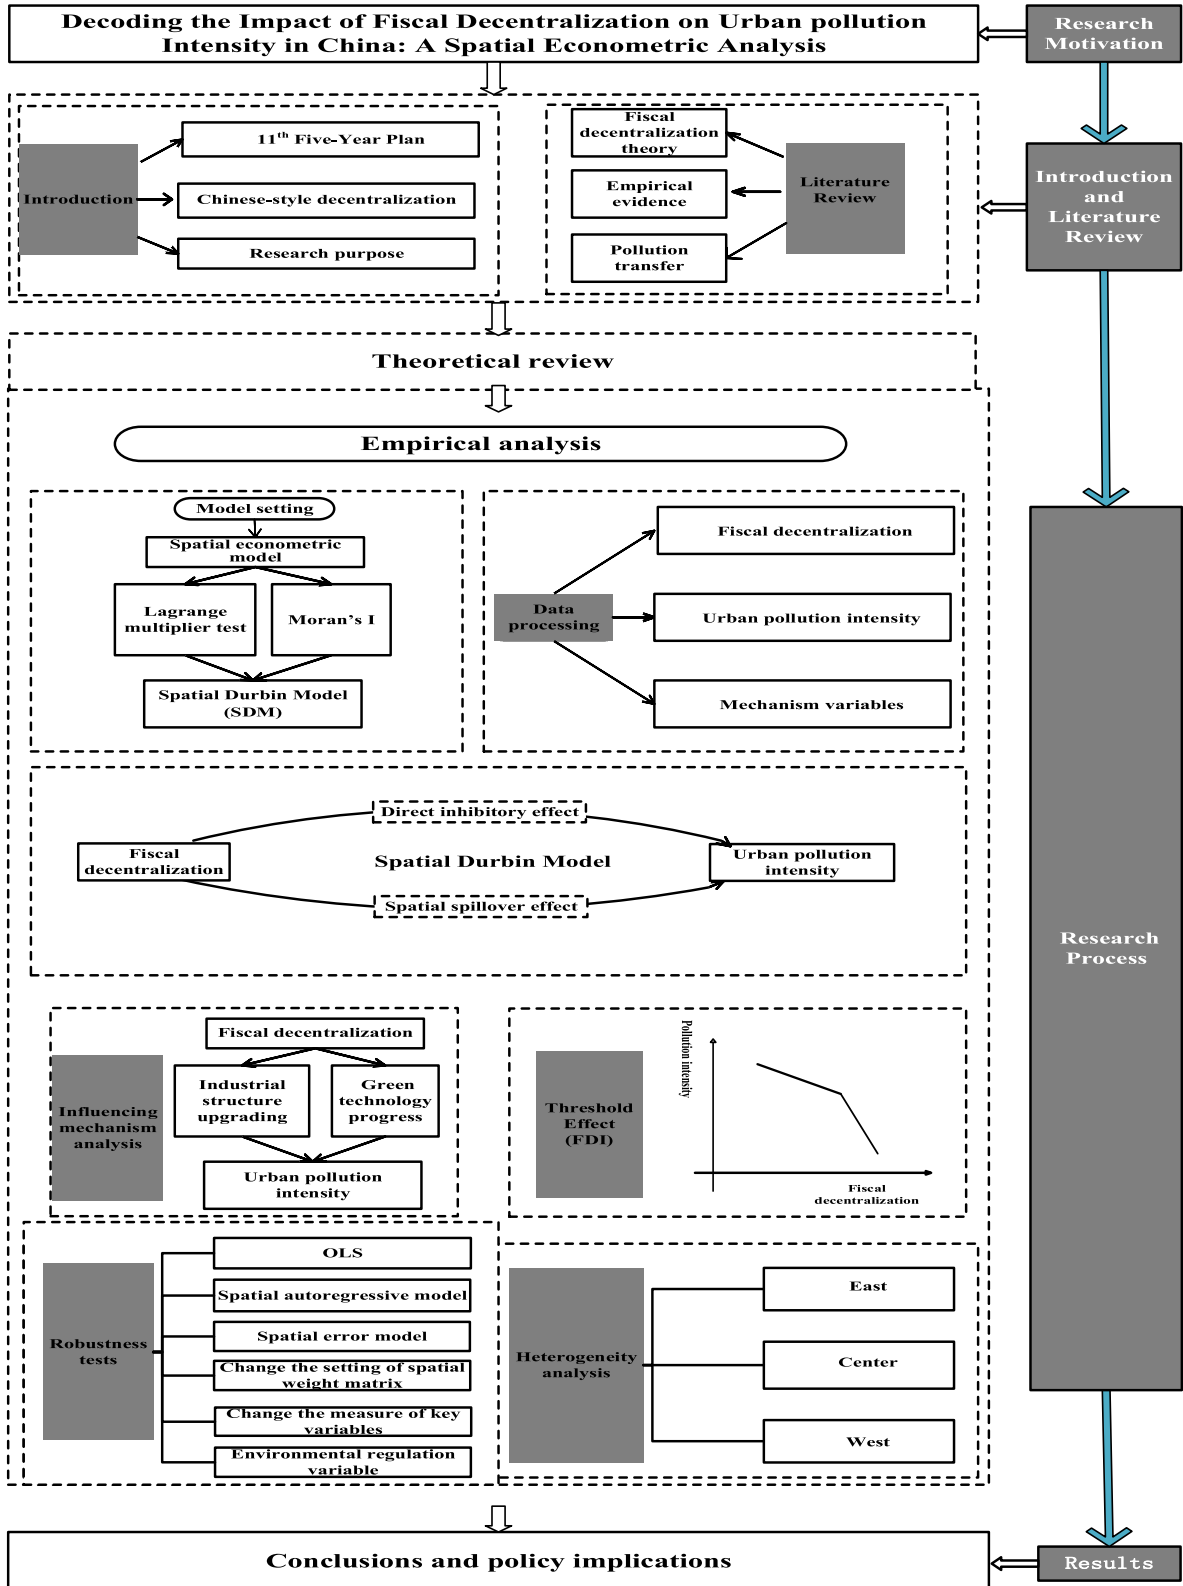 Decoding the Impact of Fiscal Decentralization on Urban pollution
Intensity in China: A Spatial Econometric Analysis
Research
Motivation
Introduction
11th Five-Year Plan
Chinese-style decentralization
Research purpose
Fiscal
decentralization
theory
Empirical
evidence
Pollution
transfer
Literature
Review
Introduction
and
Literature
Review
Theoretical review
Empirical analysis
Model setting
Spatial econometric
model
Lagrange
multiplier test
Moran's I
Spatial Durbin Model
(SDM)
Data
processing
Fiscal decentralization
Urban pollution intensity
Mechanism variables
Direct inhibitory effect
Fiscal
decentralization
Spatial Durbin Model
Urban pollution
intensity
Spatial spillover effect
Research
Process
Influencing
mechanism
analysis
Fiscal decentralization
Industrial
structure
upgrading
Green
technology
progress
Urban pollution
intensity
Threshold
Effect
(FDI)
Pollution intensity
Fiscal
decentralization
Robustness
tests
OLS
Spatial autoregressive model
Spatial error model
Change the setting of spatial
weight matrix
Change the measure of key
variables
Environmental regulation
variable
Heterogeneity
analysis
East
Center
West
Conclusions and policy implications
Results